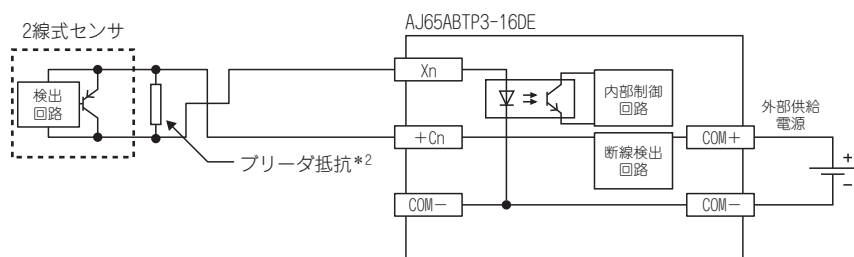 AJ65ABTP3-16DE
2線式センサ
検出
回路
ブリーダ抵抗*2
Xn
+Cn
COM-
内部制御
回路
断線検出
回路
COM+
COM-
外部供給
電源
+
-